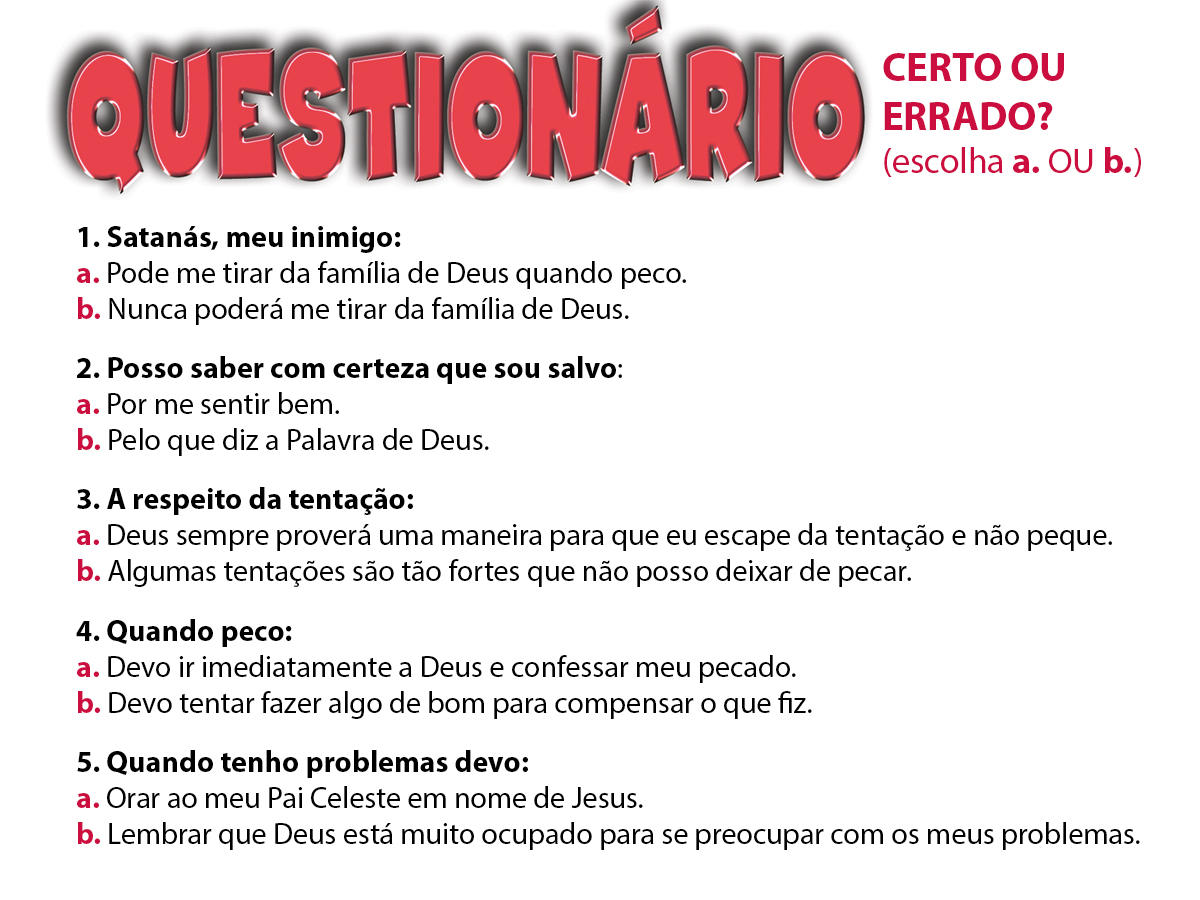 QUESTIONÁRIO
CERTO OU
ERRADO?
(escolha a. OU b.)
1. Satanás, meu inimigo:
a. Pode me tirar da família de Deus quando peco.
b. Nunca poderá me tirar da família de Deus.
2. Posso saber com certeza que sou salvo:
a. Por me sentir bem.
b. Pelo que diz a Palavra de Deus.
3. A respeito da tentação:
a. Deus sempre proverá uma maneira para que eu escape da tentação e não peque.
b. Algumas tentações são tão fortes que não posso deixar de pecar.
4. Quando peco:
a. Devo ir imediatamente a Deus e confessar meu pecado.
b. Devo tentar fazer algo de bom para compensar o que fiz.
5. Quando tenho problemas devo:
a. Orar ao meu Pai Celeste em nome de Jesus.
b. Lembrar que Deus está muito ocupado para se preocupar com os meus problemas.